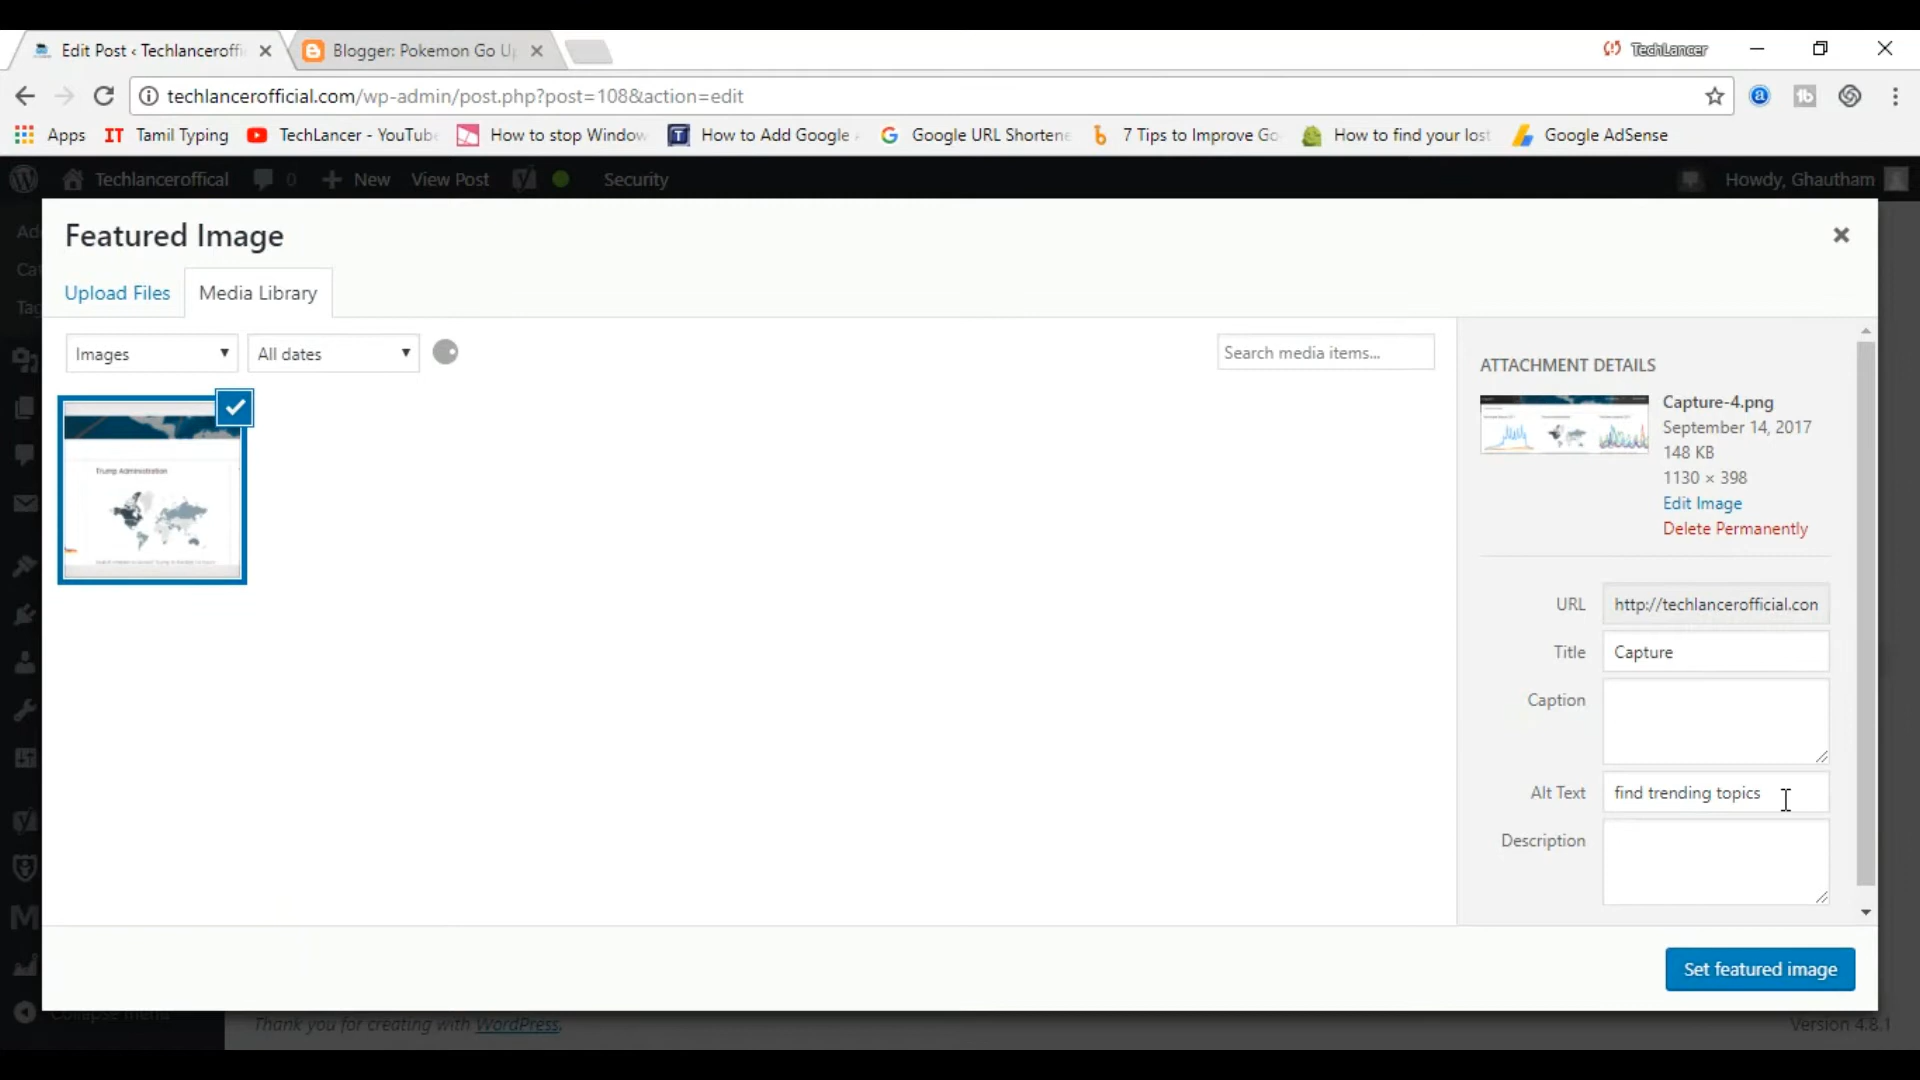 Edit Post ‹ Techlanceroffi
Blogger: Pokemon Go U
TechLancer
techlancerofficial.com/wp-admin/post.php?post=108&action=edit
Apps
IT Tamil Typing
TechLancer - YouTub
How to stop Window
T How to Add Google
G Google URL Shortene
b 7 Tips to Improve Go
How to find your lost
Google AdSense
Techlanceroffical 0 New View Post Security Howdy, Ghautham
Featured Image
Upload Files Media Library
Images All dates Search media items...
ATTACHMENT DETAILS
Capture-4.png
September 14, 2017
148 KB
1130 × 398
Edit Image
Delete Permanently
Trump Administration
URL http://techlancerofficial.con
Title Capture
Caption
Alt Text find trending topics
Description
Set featured image
Collapse menu
Thank you for creating with WordPress.
Version 4.8.1